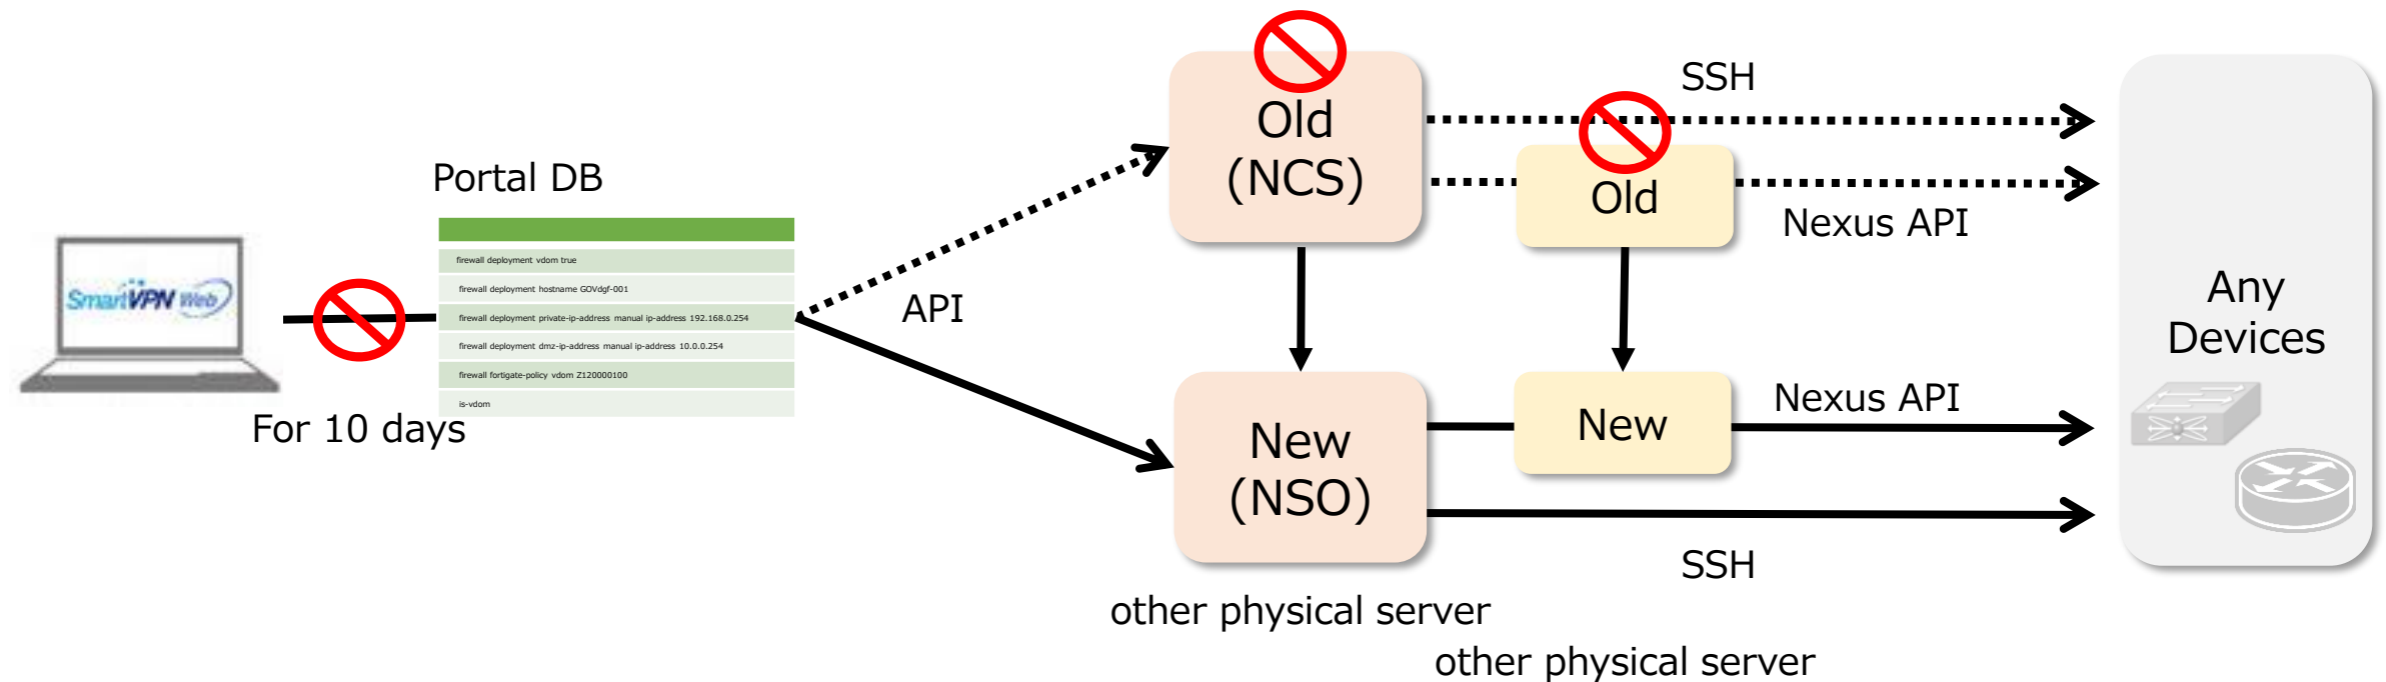 SSH
Old
(NCS)
Portal DB
Old
Nexus API
SmartVPN Web
firewall deployment vdom true
firewall deployment hostname GOVdgf-001
firewall deployment private-ip-address manual ip-address 192.168.0.254
firewall deployment dmz-ip-address manual ip-address 10.0.0.254
firewall fortigate-policy vdom Z120000100
is-vdom
API
Any
Devices
For 10 days
New
(NSO)
New
Nexus API
SSH
other physical server
other physical server